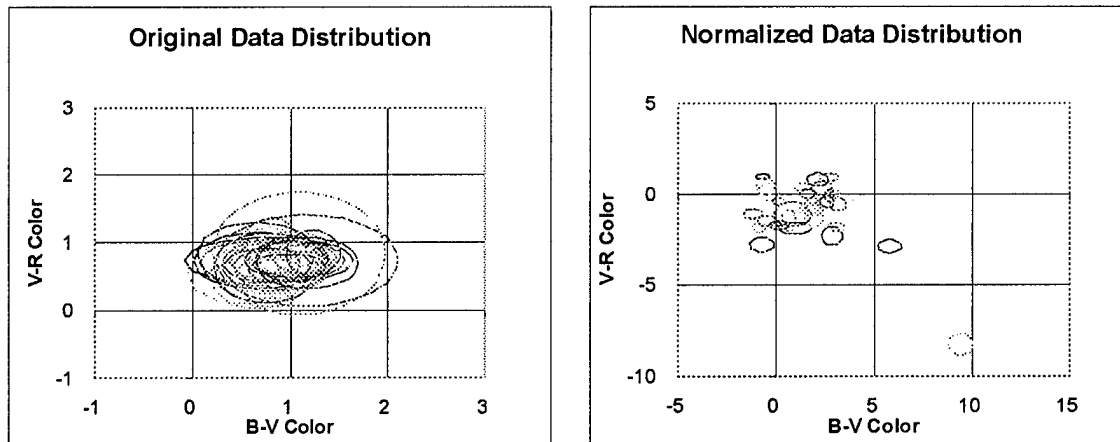 Original Data Distribution
V-R Color
3
2
1
0
-1
-1 0 1 2 3
B-V Color
Normalized Data Distribution
V-R Color
5
0
-5
-10
-5 0 5 10 15
B-V Color